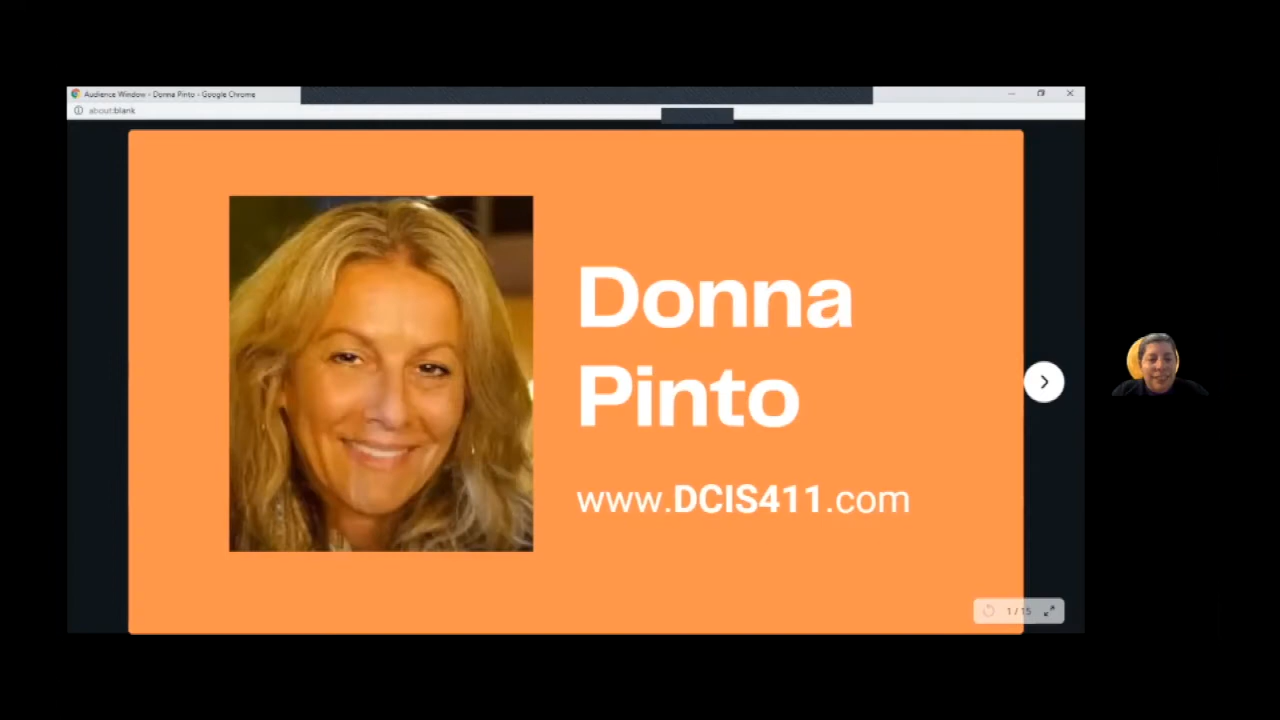 Audience Window - Donna Pinto - Google Chrome
about:blank
Donna
Pinto
www.DCIS411.com
1 / 15